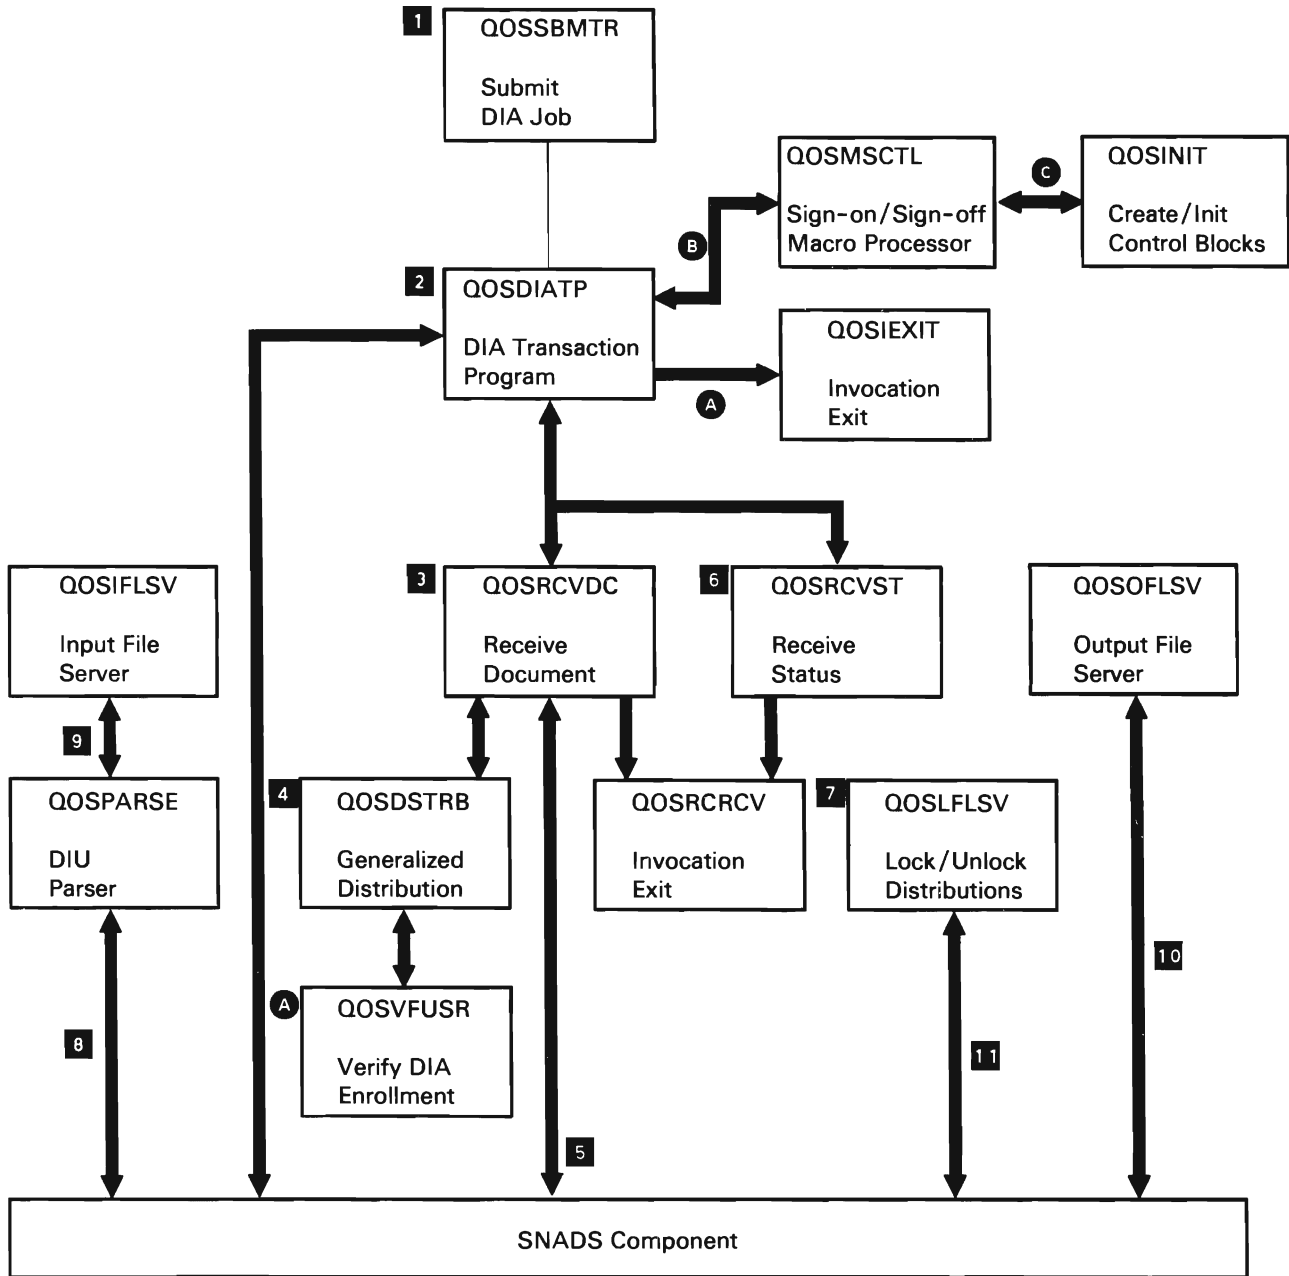 1
QOSSBMTR
Submit
DIA Job
QOSMSCTL
Sign-on/Sign-off
Macro Processor
C
QOSINIT
Create/Init
Control Blocks
B
2
QOSDIATP
DIA Transaction
Program
QOSIEXIT
Invocation
Exit
A
QOSIFLSV
Input File
Server
3
QOSRCVDC
Receive
Document
6
QOSRCVST
Receive
Status
QOSOFLSV
Output File
Server
9
QOSPARSE
DIU
Parser
4
QOSDSTRB
Generalized
Distribution
QOSRCRCV
Invocation
Exit
7
QOSLFLSV
Lock/Unlock
Distributions
10
A
QOSVFUSR
Verify DIA
Enrollment
8
11
5
SNADS Component